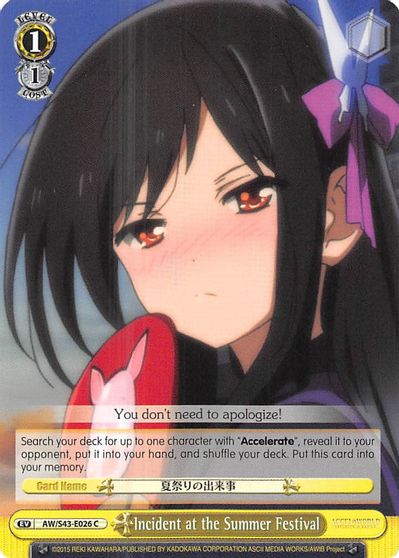 LEVEL
1
1
COST
You don't need to apologize!
Search your deck for up to one character with "Accelerate", reveal it to your
opponent, put it into your hand, and shuffle your deck. Put this card into
your memory.
Card Name
夏祭りの出来事
ACCEL WORLD
EV AW/S43-E026 C Incident at the Summer Festival
©2015 REKI KAWAHARA/PUBLISHED BY KADOKAWA CORPORATION ASCII MEDIA WORKS/AWIB Project